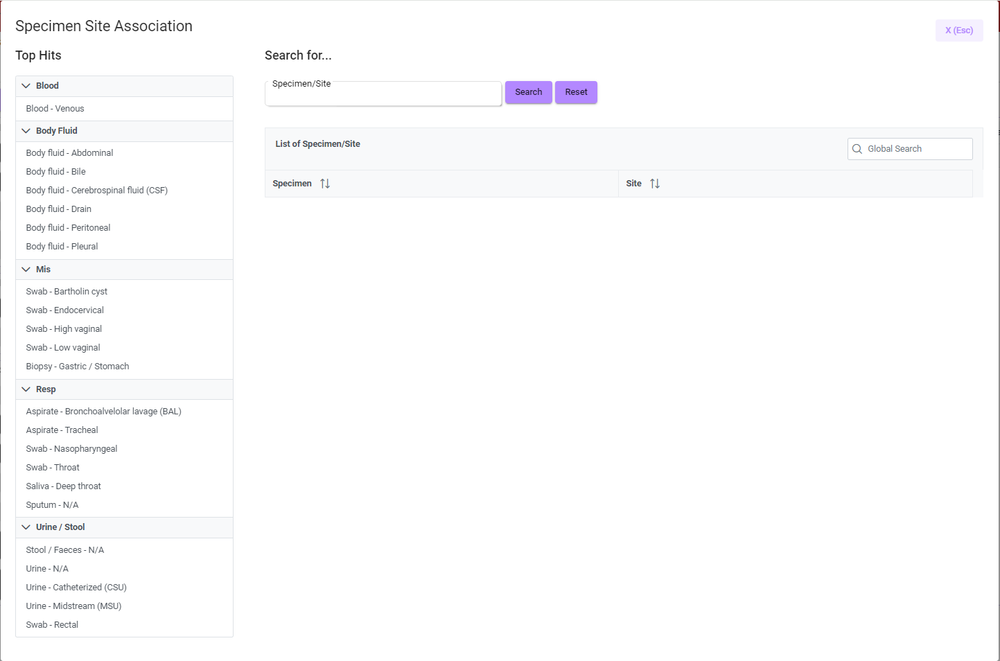 Specimen Site Association
X (Esc)
Top Hits
Blood
Blood - Venous
Body Fluid
Body fluid - Abdominal
Body fluid - Bile
Body fluid - Cerebrospinal fluid (CSF)
Body fluid - Drain
Body fluid - Peritoneal
Body fluid - Pleural
Mis
Swab - Bartholin cyst
Swab - Endocervical
Swab - High vaginal
Swab - Low vaginal
Biopsy - Gastric / Stomach
Resp
Aspirate - Bronchoalvelolar lavage (BAL)
Aspirate - Tracheal
Swab - Nasopharyngeal
Swab - Throat
Saliva - Deep throat
Sputum - N/A
Urine / Stool
Stool / Faeces - N/A
Urine - N/A
Urine - Catheterized (CSU)
Urine - Midstream (MSU)
Swab - Rectal
Search for...
Specimen/Site
Search Reset
List of Specimen/Site
Global Search
Specimen Site